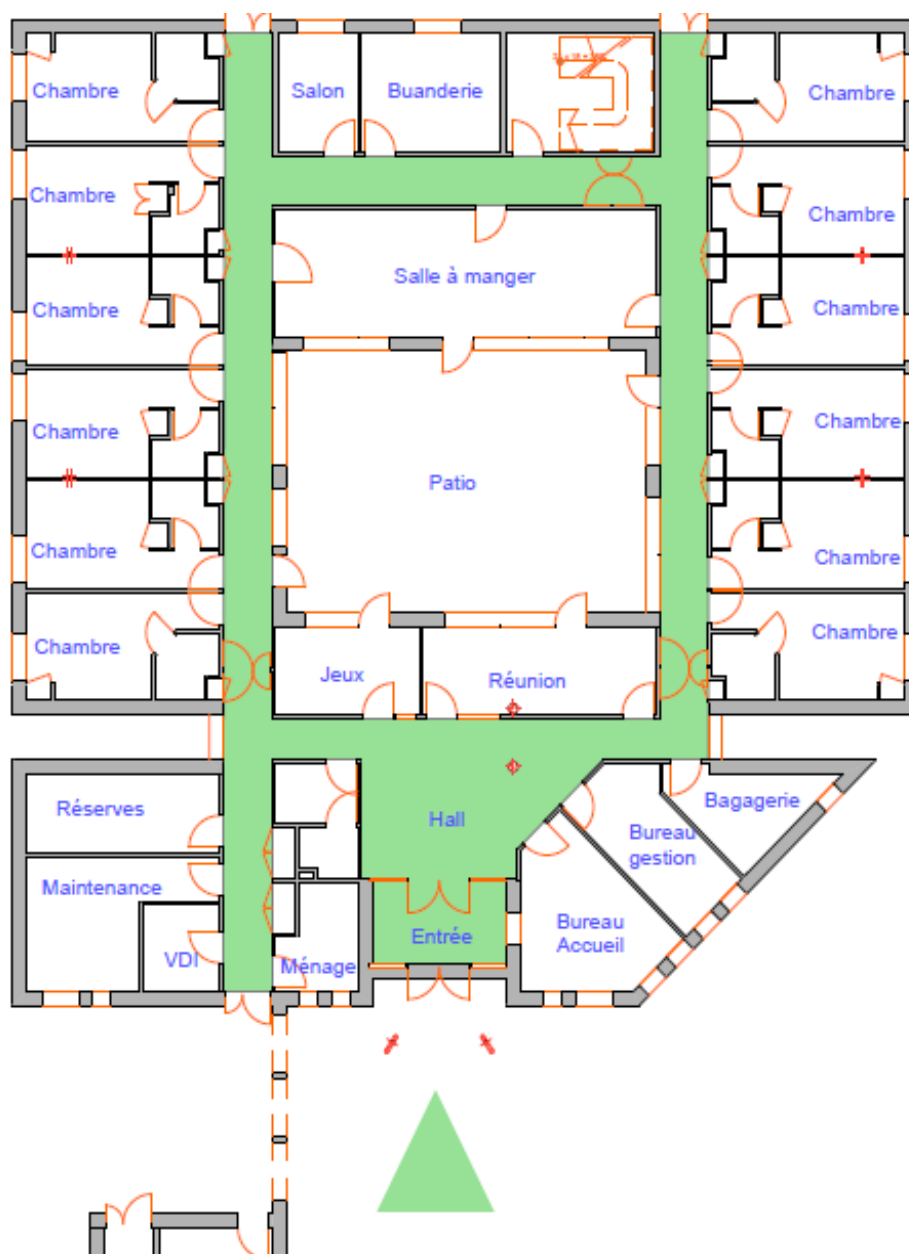 Chambre
Salon
Buanderie
Chambre
Chambre
Chambre
Salle à manger
Chambre
Chambre
Chambre
Chambre
Patio
Chambre
Chambre
Chambre
Jeux
Réunion
Chambre
Réserves
Hall
Bagagerie
Bureau
gestion
Maintenance
Bureau
Accueil
Entrée
VDI
Ménage